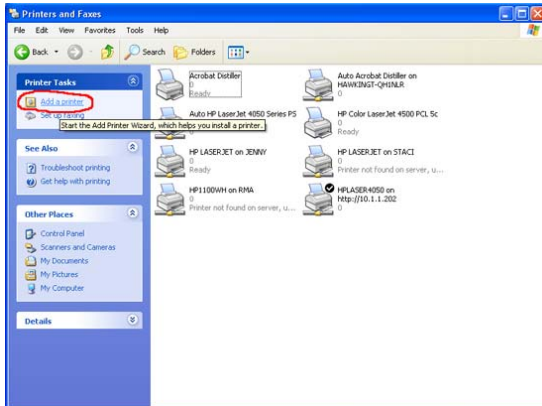 Printers and Faxes
File Edit View Favorites Tools Help
Back Search Folders
Printer Tasks
Add a printer
Set up faxing
Start the Add Printer Wizard, which helps you install a printer.
See Also
Troubleshoot printing
Get help with printing
Other Places
Control Panel
Scanners and Cameras
My Documents
My Pictures
My Computer
Details
Acrobat Distiller
0
Ready
Auto Acrobat Distiller on
HAWKINGT-QH1NLR
0
Auto HP LaserJet 4050 Series PS
HP Color LaserJet 4500 PCL 5c
0
Ready
HP LASERJET on JENNY
0
Ready
HP LASERJET on STACI
0
Printer not found on server, u...
HP1100WH on RMA
0
Printer not found on server, u...
HPLASER4050 on
http://10.1.1.202
0